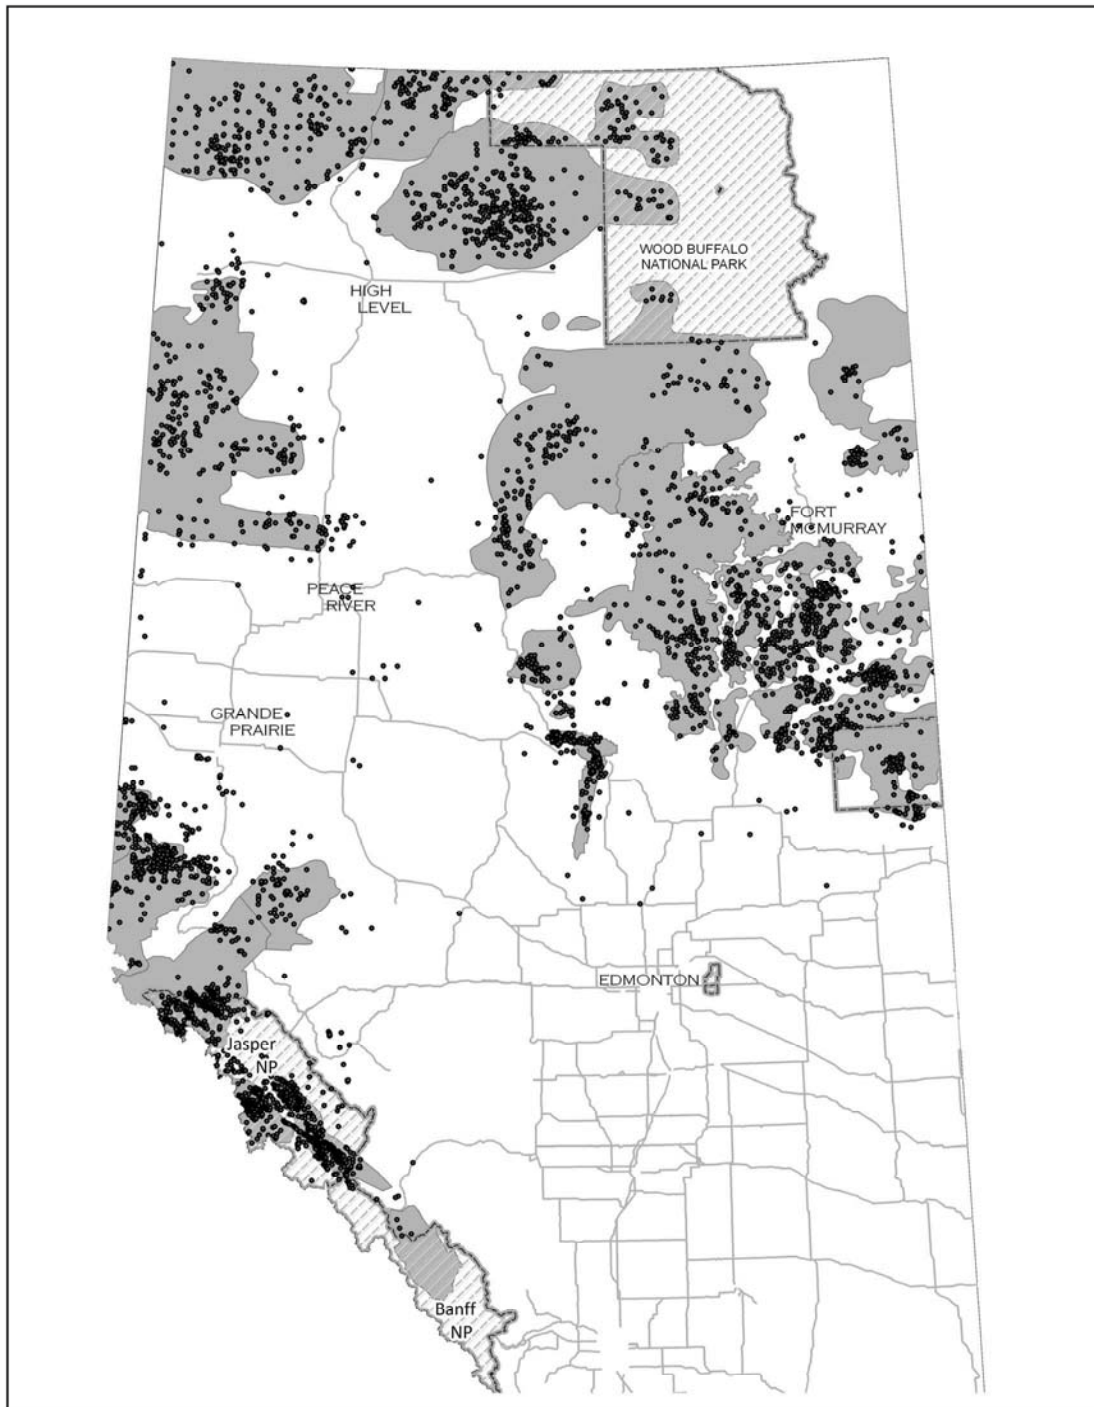 WOOD BUFFALO
NATIONAL PARK
HIGH
LEVEL
FORT
MCMURRAY
PEACE
RIVER
GRANDE
PRAIRIE
EDMONTON
Jasper
NP
Banff
NP